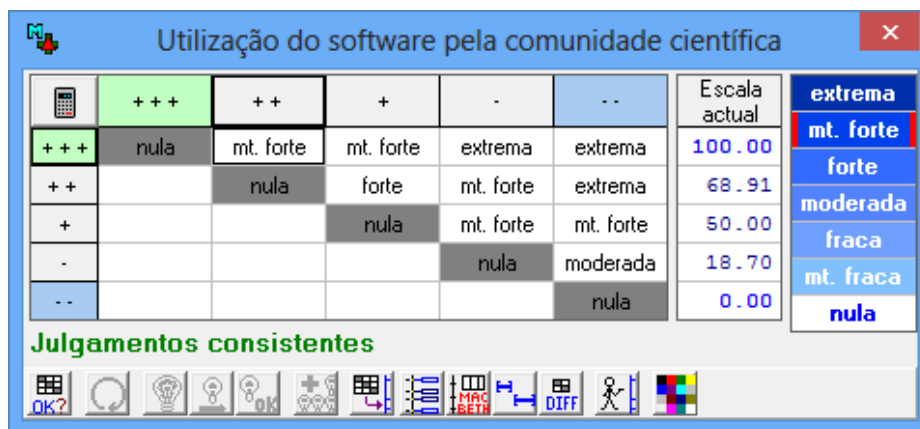 Utilização do software pela comunidade científica
+ + + + + + - - - Escala actual extrema
+ + + nula mt. forte mt. forte extrema extrema 100.00 mt. forte
+ + nula forte mt. forte extrema 68.91 forte
+ nula mt. forte mt. forte 50.00 moderada
- nula moderada 18.70 fraca
- - nula 0.00 mt. fraca
nula
Julgamentos consistentes
OK? OK MAC BETH DIFF